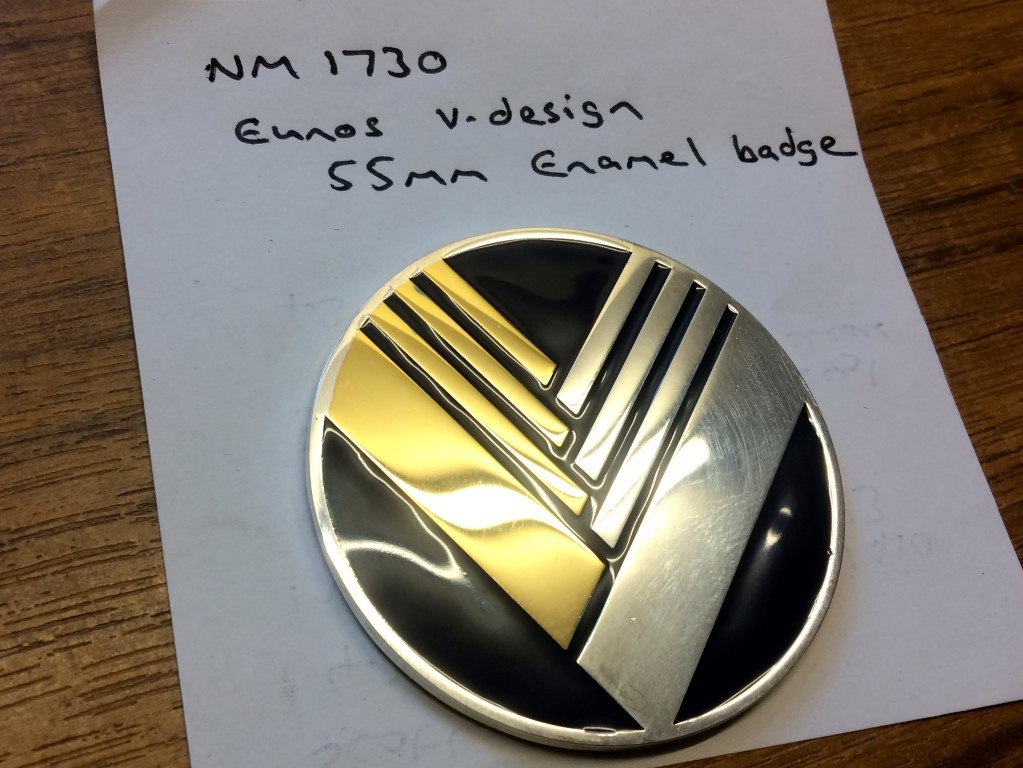 NM 1730
Eunos v-design
55mm Enamel badge